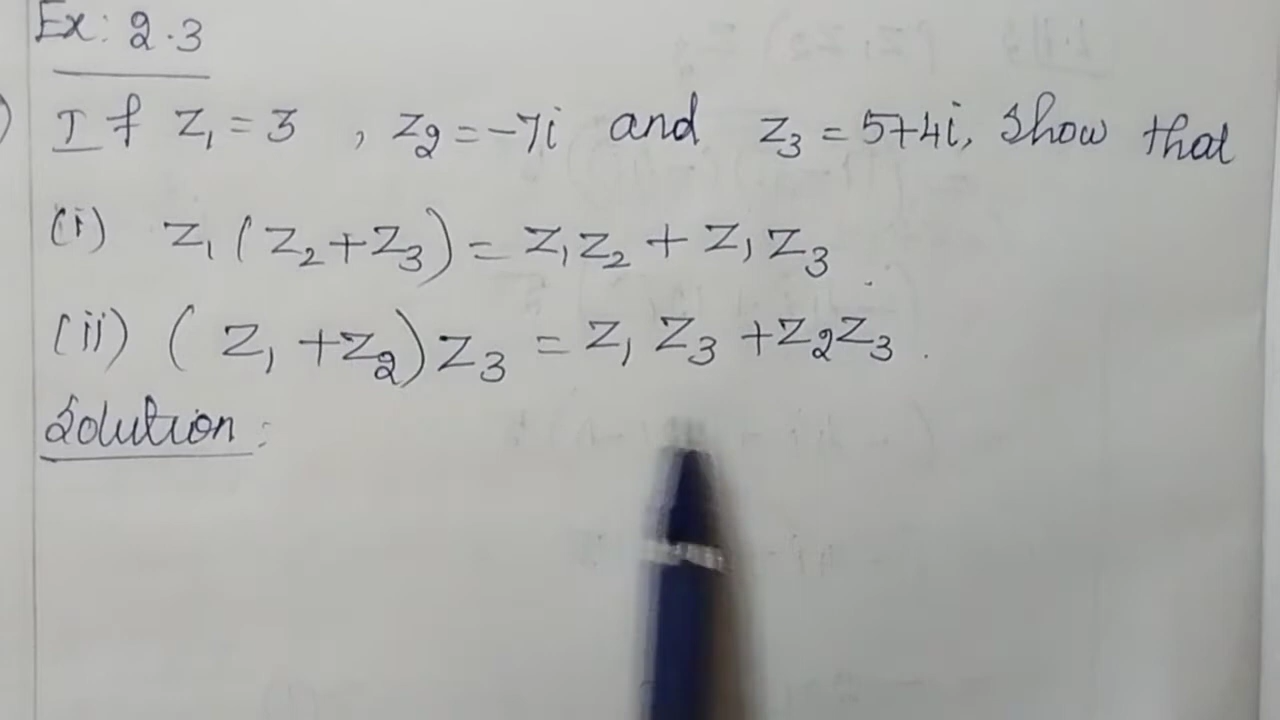 Ex: 2.3
If z₁ = 3 , z₂ = -7i and z₃ = 5+4i, Show that
(i) z₁(z₂+z₃) = z₁z₂ + z₁z₃
(ii) (z₁+z₂)z₃ = z₁z₃ + z₂z₃.
Solution: